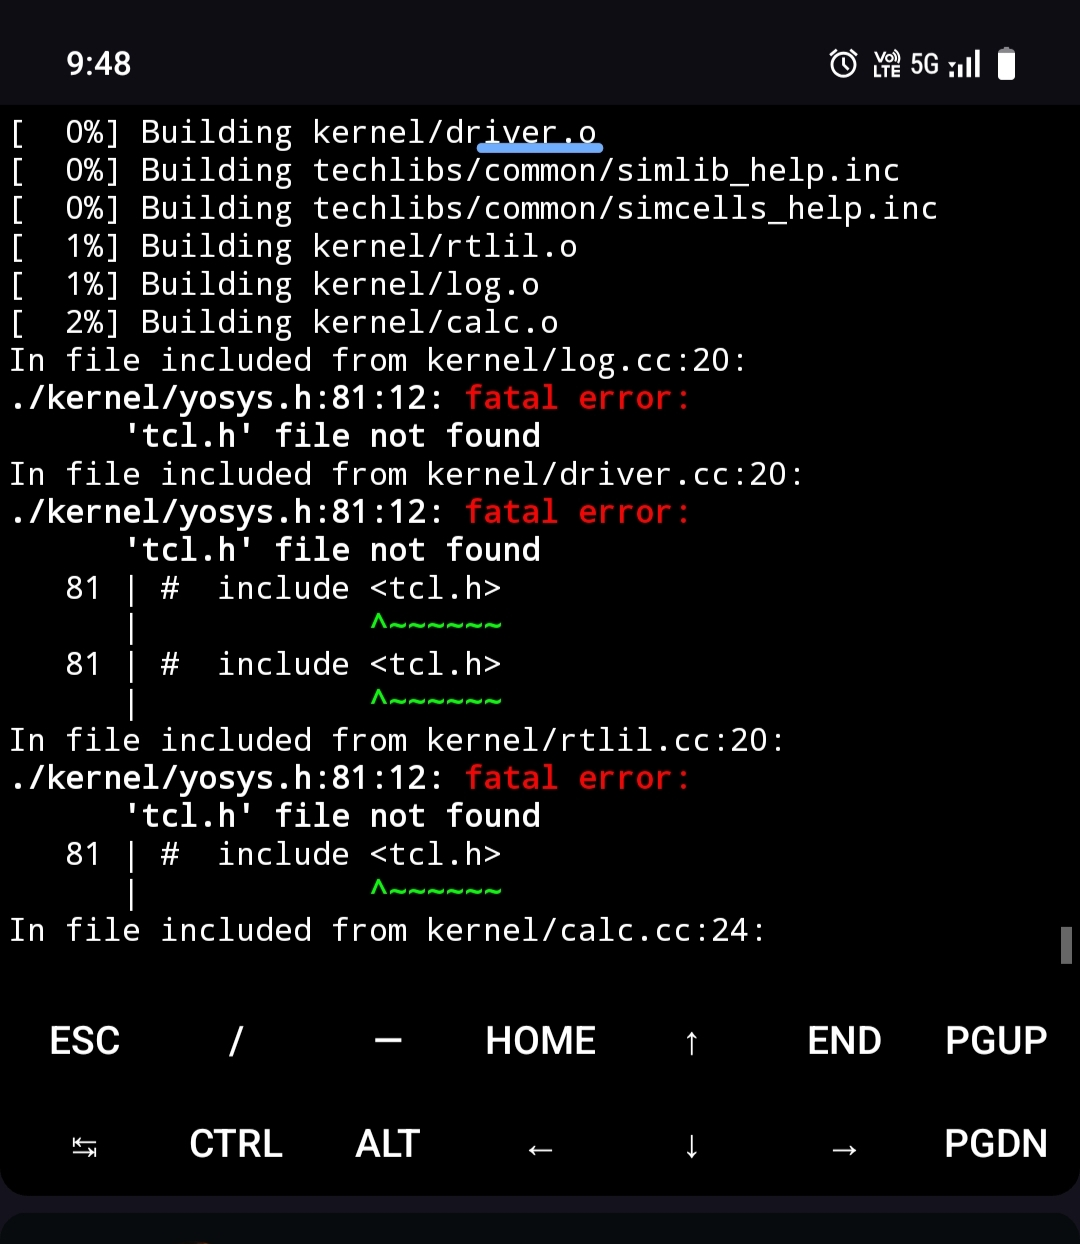 9:48
Vo)) LTE 5G
[  0%] Building kernel/driver.o
[  0%] Building techlibs/common/simlib_help.inc
[  0%] Building techlibs/common/simcells_help.inc
[  1%] Building kernel/rtlil.o
[  1%] Building kernel/log.o
[  2%] Building kernel/calc.o
In file included from kernel/log.cc:20:
./kernel/yosys.h:81:12: fatal error:
      'tcl.h' file not found
In file included from kernel/driver.cc:20:
./kernel/yosys.h:81:12: fatal error:
      'tcl.h' file not found
   81 | #  include <tcl.h>
      |            ^~~~~~~
   81 | #  include <tcl.h>
      |            ^~~~~~~
In file included from kernel/rtlil.cc:20:
./kernel/yosys.h:81:12: fatal error:
      'tcl.h' file not found
   81 | #  include <tcl.h>
      |            ^~~~~~~
In file included from kernel/calc.cc:24:
ESC / — HOME ↑ END PGUP
↹ CTRL ALT ← ↓ → PGDN